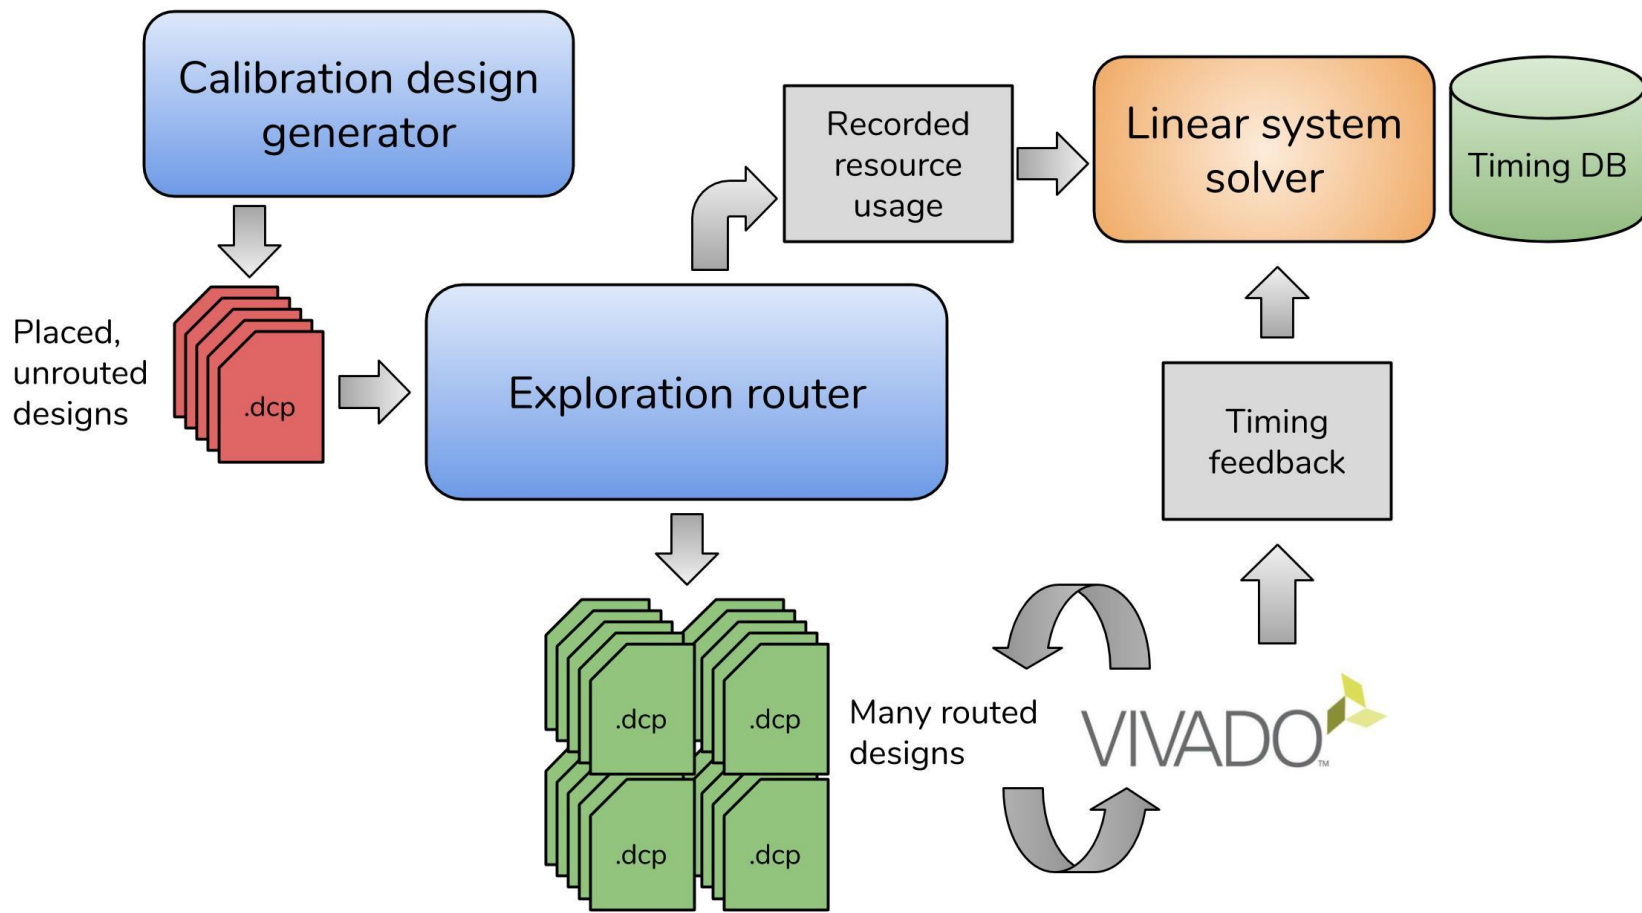 Calibration design
generator
Recorded
resource
usage
Linear system
solver
Timing DB
Placed,
unrouted
designs
.dcp
Exploration router
Timing
feedback
.dcp
.dcp
Many routed
designs
VIVADO™
.dcp
.dcp